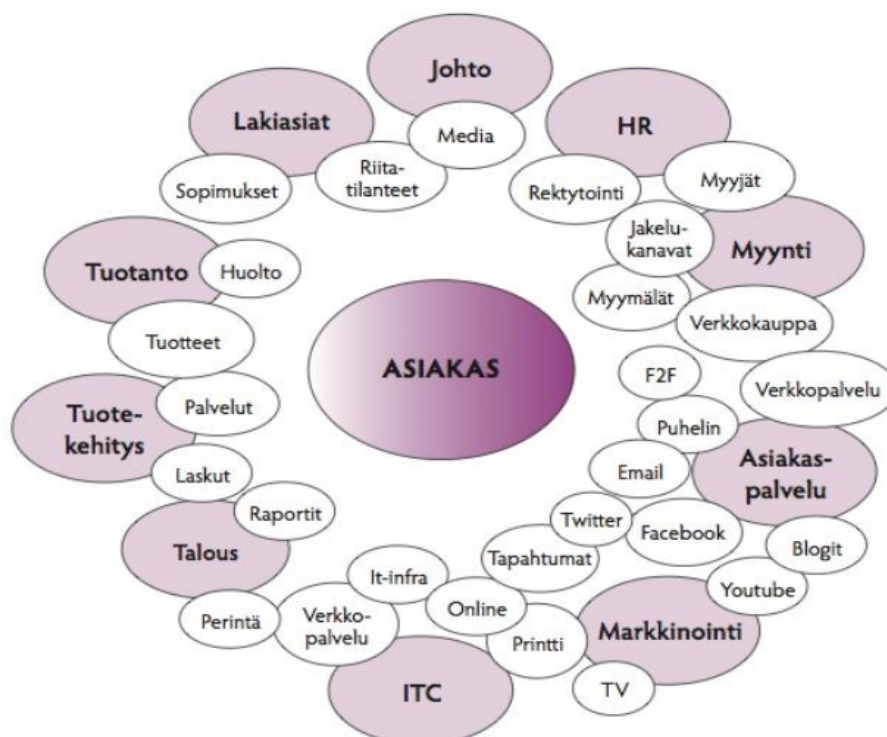 Johto
Media
Lakiasiat
Riita-
tilanteet
Sopimukset
HR
Rektytointi
Myyjät
Jakelu-
kanavat
Myynti
Myymälät
Verkkokauppa
Tuotanto
Huolto
Tuotteet
ASIAKAS
F2F
Verkkopalvelu
Tuote-
kehitys
Palvelut
Puhelin
Asiakas-
palvelu
Email
Laskut
Raportit
Talous
Perintä
Twitter
Facebook
Blogit
Tapahtumat
Youtube
It-infra
Online
Verkko-
palvelu
Printti
Markkinointi
ITC
TV